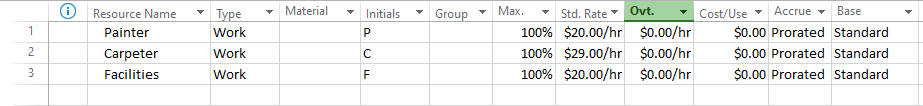 Resource Name Type Material Initials Group Max. Std. Rate Ovt. Cost/Use Accrue Base
1 Painter Work P 100% $20.00/hr $0.00/hr $0.00 Prorated Standard
2 Carpeter Work C 100% $29.00/hr $0.00/hr $0.00 Prorated Standard
3 Facilities Work F 100% $20.00/hr $0.00/hr $0.00 Prorated Standard